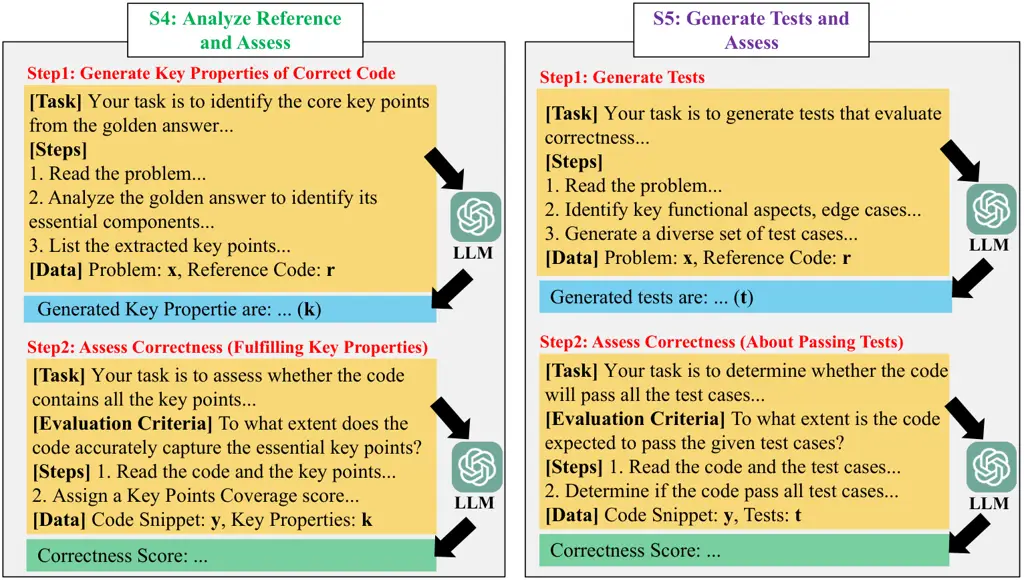 S4: Analyze Reference
and Assess
Step1: Generate Key Properties of Correct Code
[Task] Your task is to identify the core key points
from the golden answer...
[Steps]
1. Read the problem...
2. Analyze the golden answer to identify its
essential components...
3. List the extracted key points...
[Data] Problem: x, Reference Code: r
LLM
Generated Key Propertie are: ... (k)
Step2: Assess Correctness (Fulfilling Key Properties)
[Task] Your task is to assess whether the code
contains all the key points...
[Evaluation Criteria] To what extent does the
code accurately capture the essential key points?
[Steps] 1. Read the code and the key points...
2. Assign a Key Points Coverage score...
[Data] Code Snippet: y, Key Properties: k
LLM
Correctness Score: ...
S5: Generate Tests and
Assess
Step1: Generate Tests
[Task] Your task is to generate tests that evaluate
correctness...
[Steps]
1. Read the problem...
2. Identify key functional aspects, edge cases...
3. Generate a diverse set of test cases...
[Data] Problem: x, Reference Code: r
LLM
Generated tests are: ... (t)
Step2: Assess Correctness (About Passing Tests)
[Task] Your task is to determine whether the code
will pass all the test cases...
[Evaluation Criteria] To what extent is the code
expected to pass the given test cases?
[Steps] 1. Read the code and the test cases...
2. Determine if the code pass all test cases...
[Data] Code Snippet: y, Tests: t
LLM
Correctness Score: ...